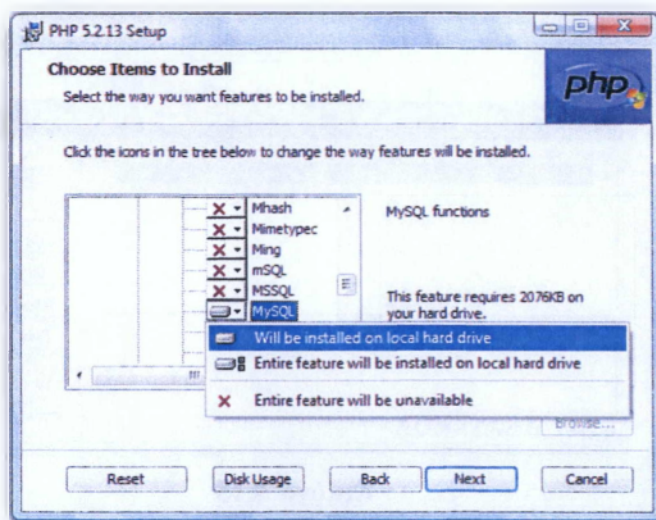 PHP 5.2.13 Setup
Choose Items to Install
Select the way you want features to be installed.
php
Click the icons in the tree below to change the way features will be installed.
Mhash
Mimetypec
Ming
mSQL
MSSQL
MySQL
MySQL functions
This feature requires 2076KB on
your hard drive.
Will be installed on local hard drive
Entire feature will be installed on local hard drive
Entire feature will be unavailable
Browse...
Reset
Disk Usage
Back
Next
Cancel